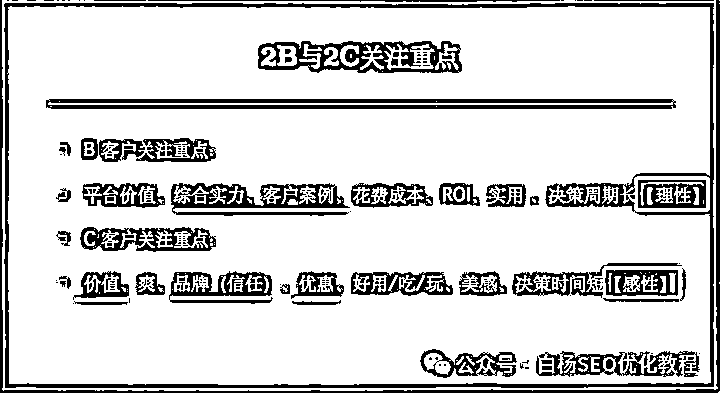 2B与2C关注重点
B 客户关注重点:
平台价值、综合实力、客户案例、花费成本、ROI、实用 、决策周期长【理性】
C 客户关注重点:
价值、爽、品牌（信任）、优惠、好用/吃/玩、美感、决策时间短【感性】
公众号 · 白杨SEO优化教程